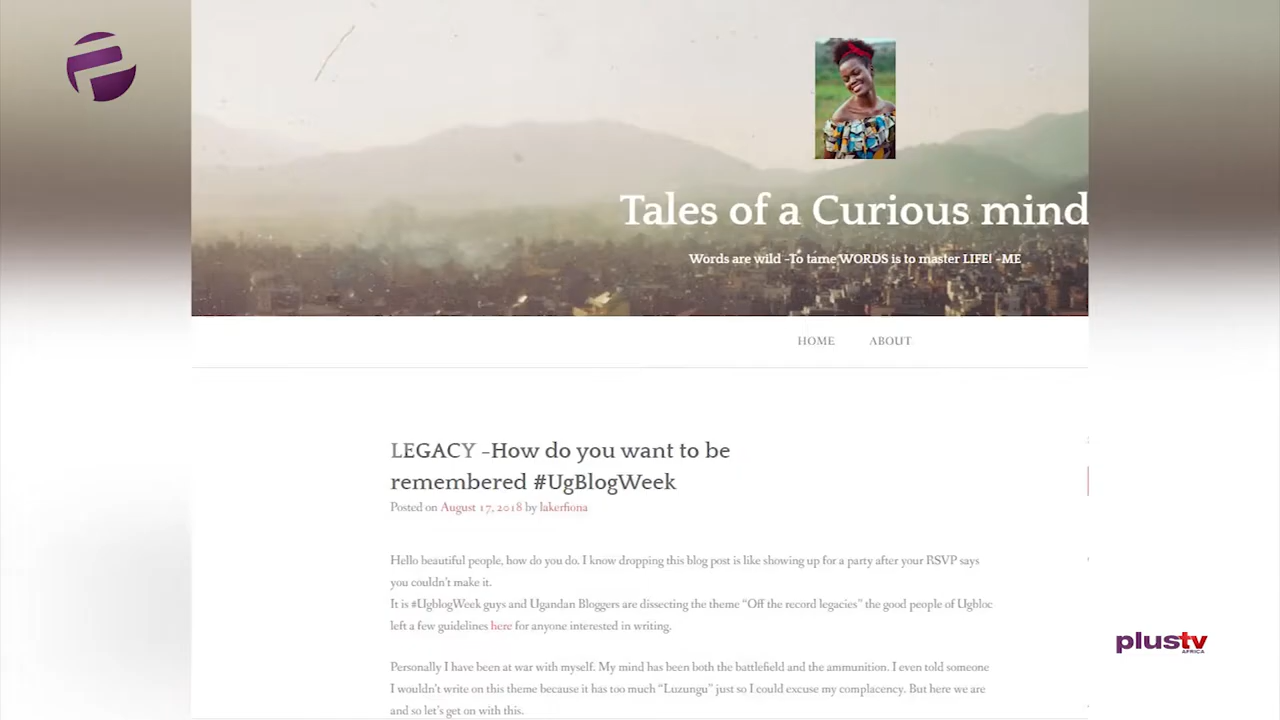 Tales of a Curious mind
Words are wild -To tame WORDS is to master LIFE! -ME
HOME ABOUT
LEGACY -How do you want to be
remembered #UgBlogWeek
Posted on August 17, 2018 by lakerfiona
Hello beautiful people, how do you do. I know dropping this blog post is like showing up for a party after your RSVP says
you couldn't make it.
It is #UgblogWeek guys and Ugandan Bloggers are dissecting the theme “Off the record legacies” the good people of Ugbloc
left a few guidelines here for anyone interested in writing.
Personally I have been at war with myself. My mind has been both the battlefield and the ammunition. I even told someone
I wouldn't write on this theme because it has too much “Luzungu” just so I could excuse my complacency. But here we are
and so let's get on with this.
plustv
AFRICA